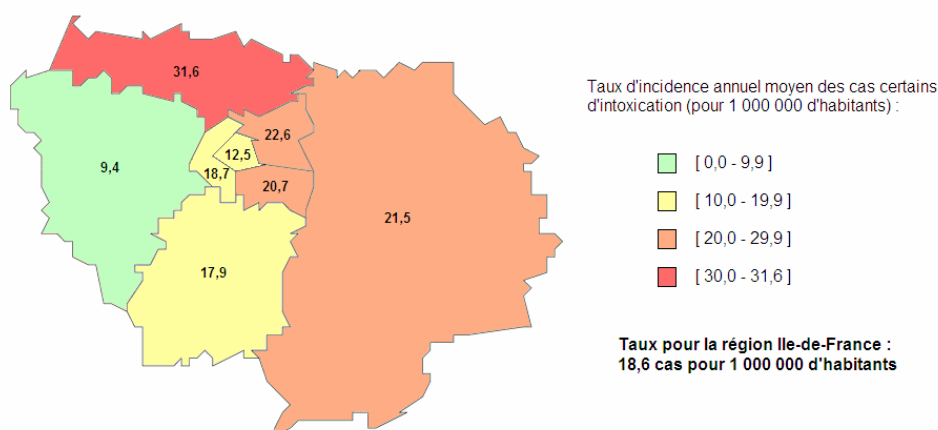 31,6
22,6
12,5
9,4
18,7
20,7
21,5
17,9
Taux d'incidence annuel moyen des cas certains
d'intoxication (pour 1 000 000 d'habitants) :
[ 0,0 - 9,9 ]
[ 10,0 - 19,9 ]
[ 20,0 - 29,9 ]
[ 30,0 - 31,6 ]
Taux pour la région Ile-de-France :
18,6 cas pour 1 000 000 d'habitants